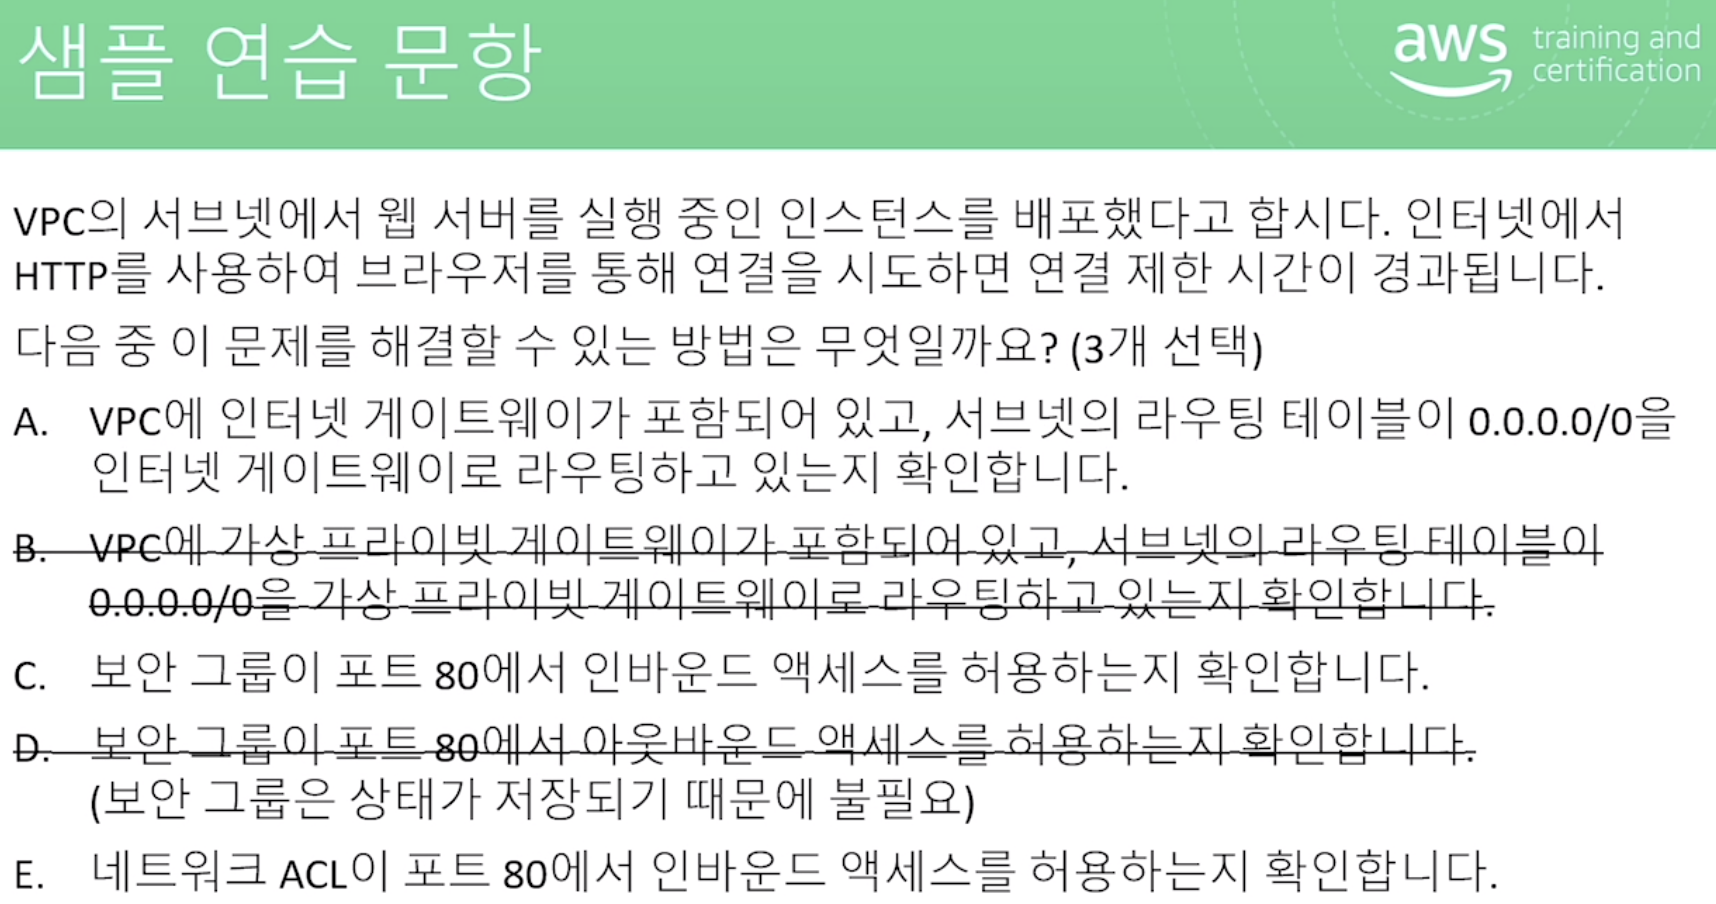 샘플 연습 문항
aws
training and
certification
VPC의 서브넷에서 웹 서버를 실행 중인 인스턴스를 배포했다고 합시다. 인터넷에서
HTTP를 사용하여 브라우저를 통해 연결을 시도하면 연결 제한 시간이 경과됩니다.
다음 중 이 문제를 해결할 수 있는 방법은 무엇일까요? (3개 선택)
A. VPC에 인터넷 게이트웨이가 포함되어 있고, 서브넷의 라우팅 테이블이 0.0.0.0/0을
인터넷 게이트웨이로 라우팅하고 있는지 확인합니다.
B. VPC에 가상 프라이빗 게이트웨이가 포함되어 있고, 서브넷의 라우팅 테이블이
0.0.0.0/0을 가상 프라이빗 게이트웨이로 라우팅하고 있는지 확인합니다.
C. 보안 그룹이 포트 80에서 인바운드 액세스를 허용하는지 확인합니다.
D. 보안 그룹이 포트 80에서 아웃바운드 액세스를 허용하는지 확인합니다.
(보안 그룹은 상태가 저장되기 때문에 불필요)
E. 네트워크 ACL이 포트 80에서 인바운드 액세스를 허용하는지 확인합니다.